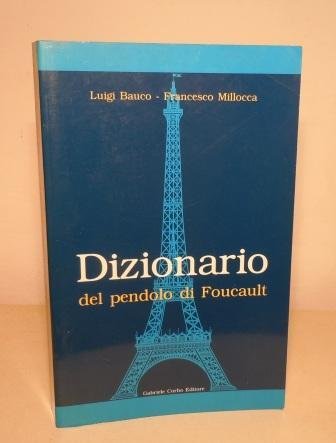 Luigi Bauco - Francesco Millocca
Dizionario
del pendolo di Foucault
Gabriele Corbo Editore